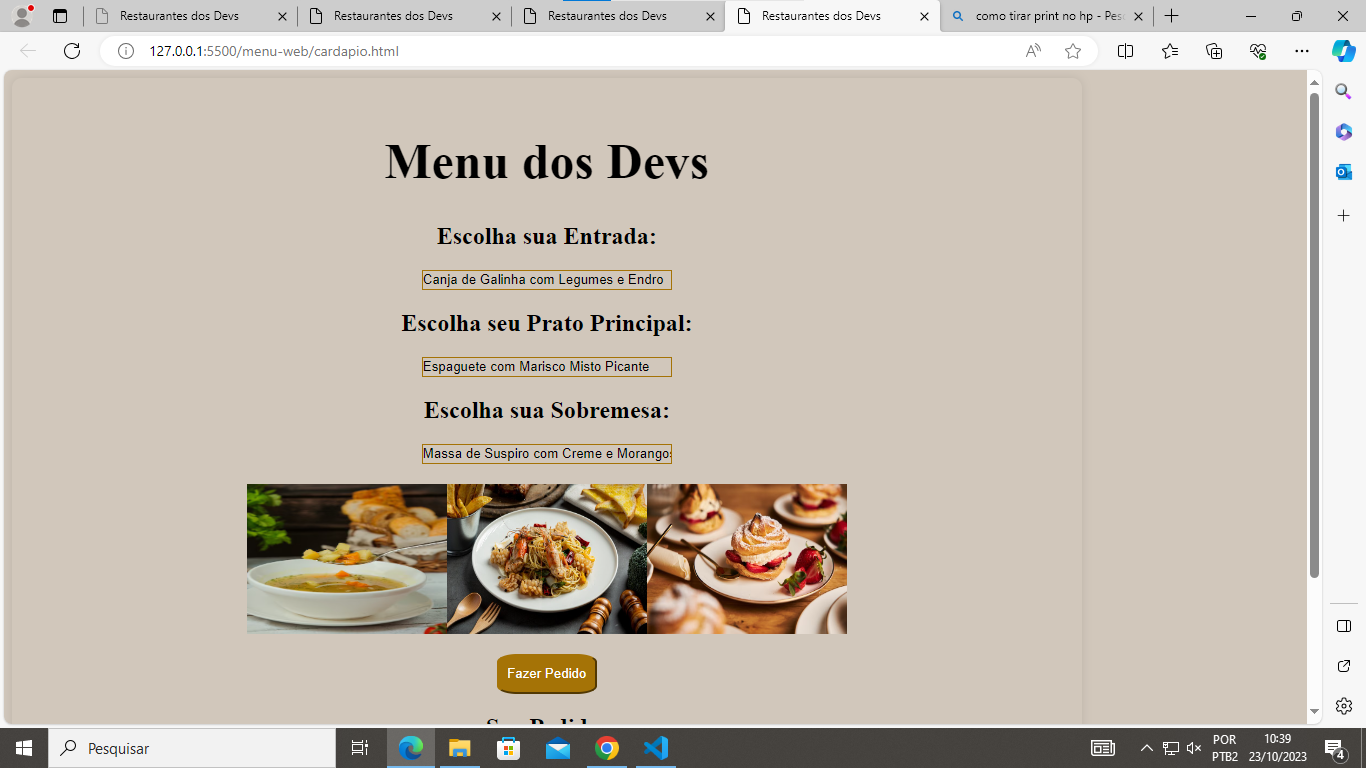 Restaurantes dos Devs
Restaurantes dos Devs
Restaurantes dos Devs
Restaurantes dos Devs
como tirar print no hp - Pes
127.0.0.1:5500/menu-web/cardapio.html
Menu dos Devs
Escolha sua Entrada:
Canja de Galinha com Legumes e Endro
Escolha seu Prato Principal:
Espaguete com Marisco Misto Picante
Escolha sua Sobremesa:
Massa de Suspiro com Creme e Morangos
Fazer Pedido
Pesquisar
POR
PTB2
10:39
23/10/2023
4